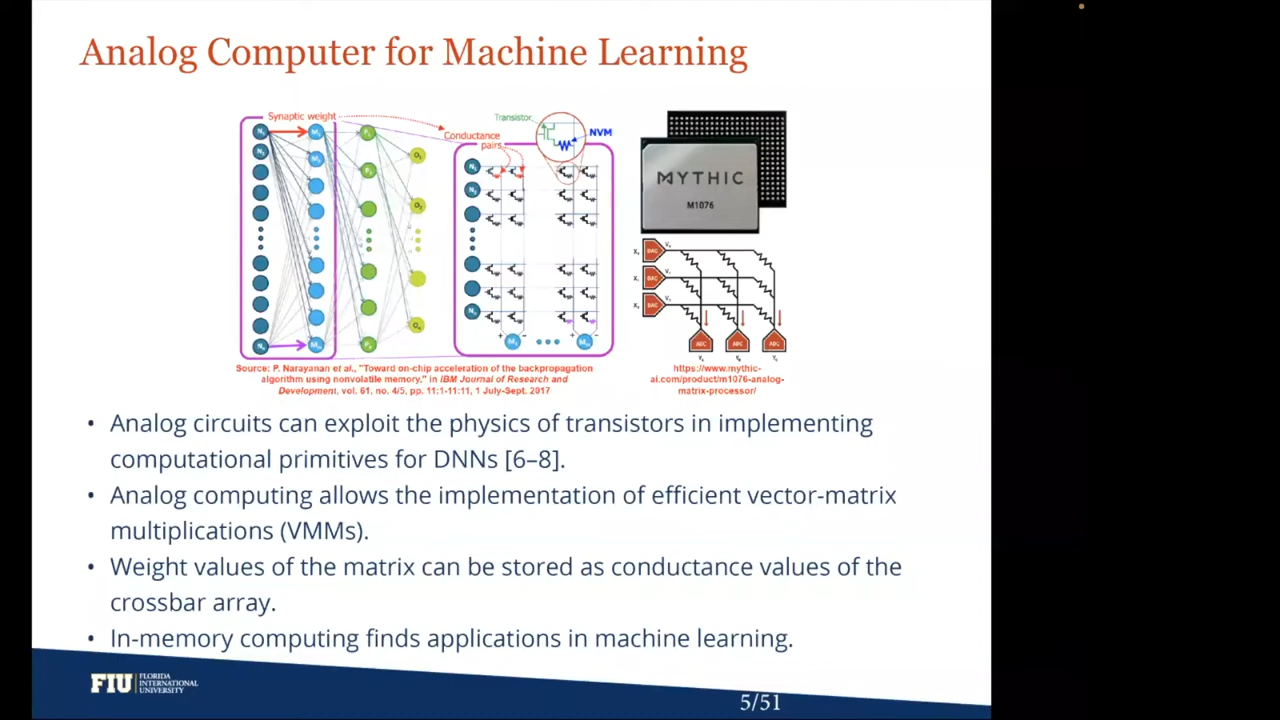 Analog Computer for Machine Learning
Synaptic weight
Conductance
pairs
Transistor
NVM
MYTHIC
M1076
DAC
DAC
DAC
ADC
ADC
ADC
Source: P. Narayanan et al., "Toward on-chip acceleration of the backpropagation
algorithm using nonvolatile memory," in IBM Journal of Research and
Development, vol. 61, no. 4/5, pp. 11:1-11:11, 1 July-Sept. 2017
https://www.mythic-
ai.com/product/m1076-analog-
matrix-processor/
• Analog circuits can exploit the physics of transistors in implementing
computational primitives for DNNs [6–8].
• Analog computing allows the implementation of efficient vector-matrix
multiplications (VMMs).
• Weight values of the matrix can be stored as conductance values of the
crossbar array.
• In-memory computing finds applications in machine learning.
FIU
FLORIDA
INTERNATIONAL
UNIVERSITY
5/51